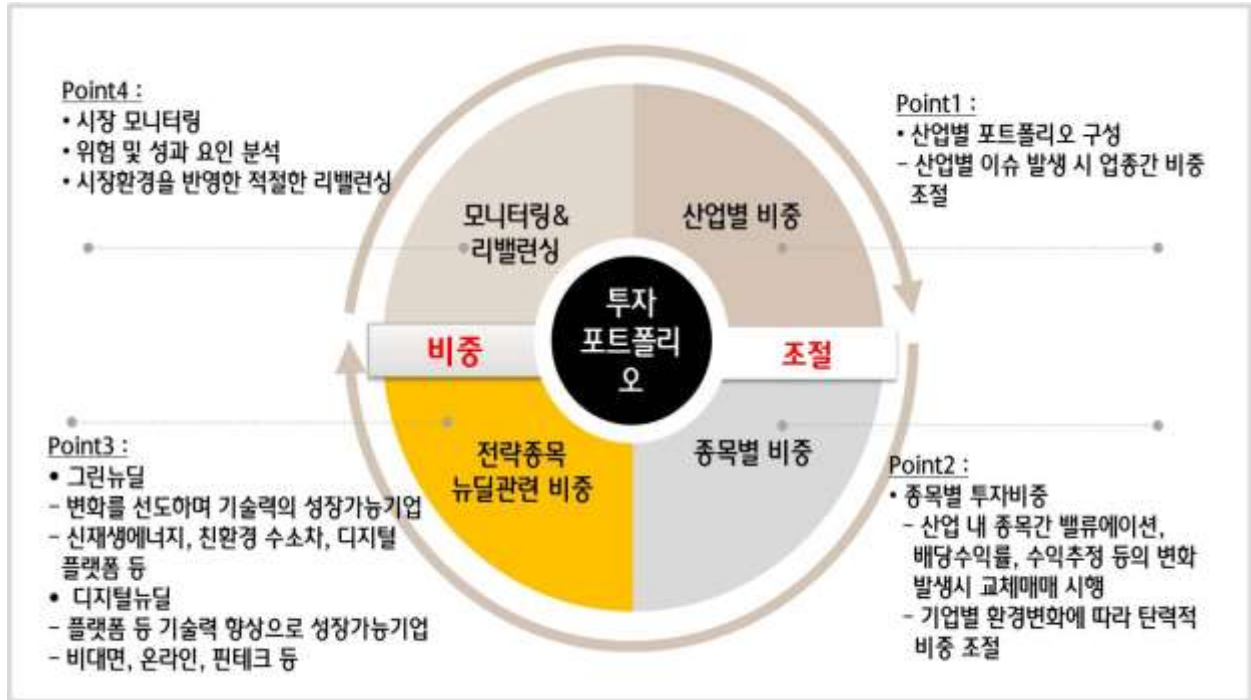 Point4 :
• 시장 모니터링
• 위험 및 성과 요인 분석
• 시장환경을 반영한 적절한 리밸런싱
Point1 :
• 산업별 포트폴리오 구성
– 산업별 이슈 발생 시 업종간 비중
조절
모니터링&
리밸런싱
산업별 비중
투자
포트폴리
오
비중
조절
전략종목
뉴딜관련 비중
종목별 비중
Point3 :
• 그린뉴딜
– 변화를 선도하며 기술력의 성장가능기업
– 신재생에너지, 친환경 수소차, 디지털
플랫폼 등
• 디지털뉴딜
– 플랫폼 등 기술력 향상으로 성장가능기업
– 비대면, 온라인, 핀테크 등
Point2 :
• 종목별 투자비중
– 산업 내 종목간 밸류에이션,
배당수익률, 수익추정 등의 변화
발생시 교체매매 시행
– 기업별 환경변화에 따라 탄력적
비중 조절